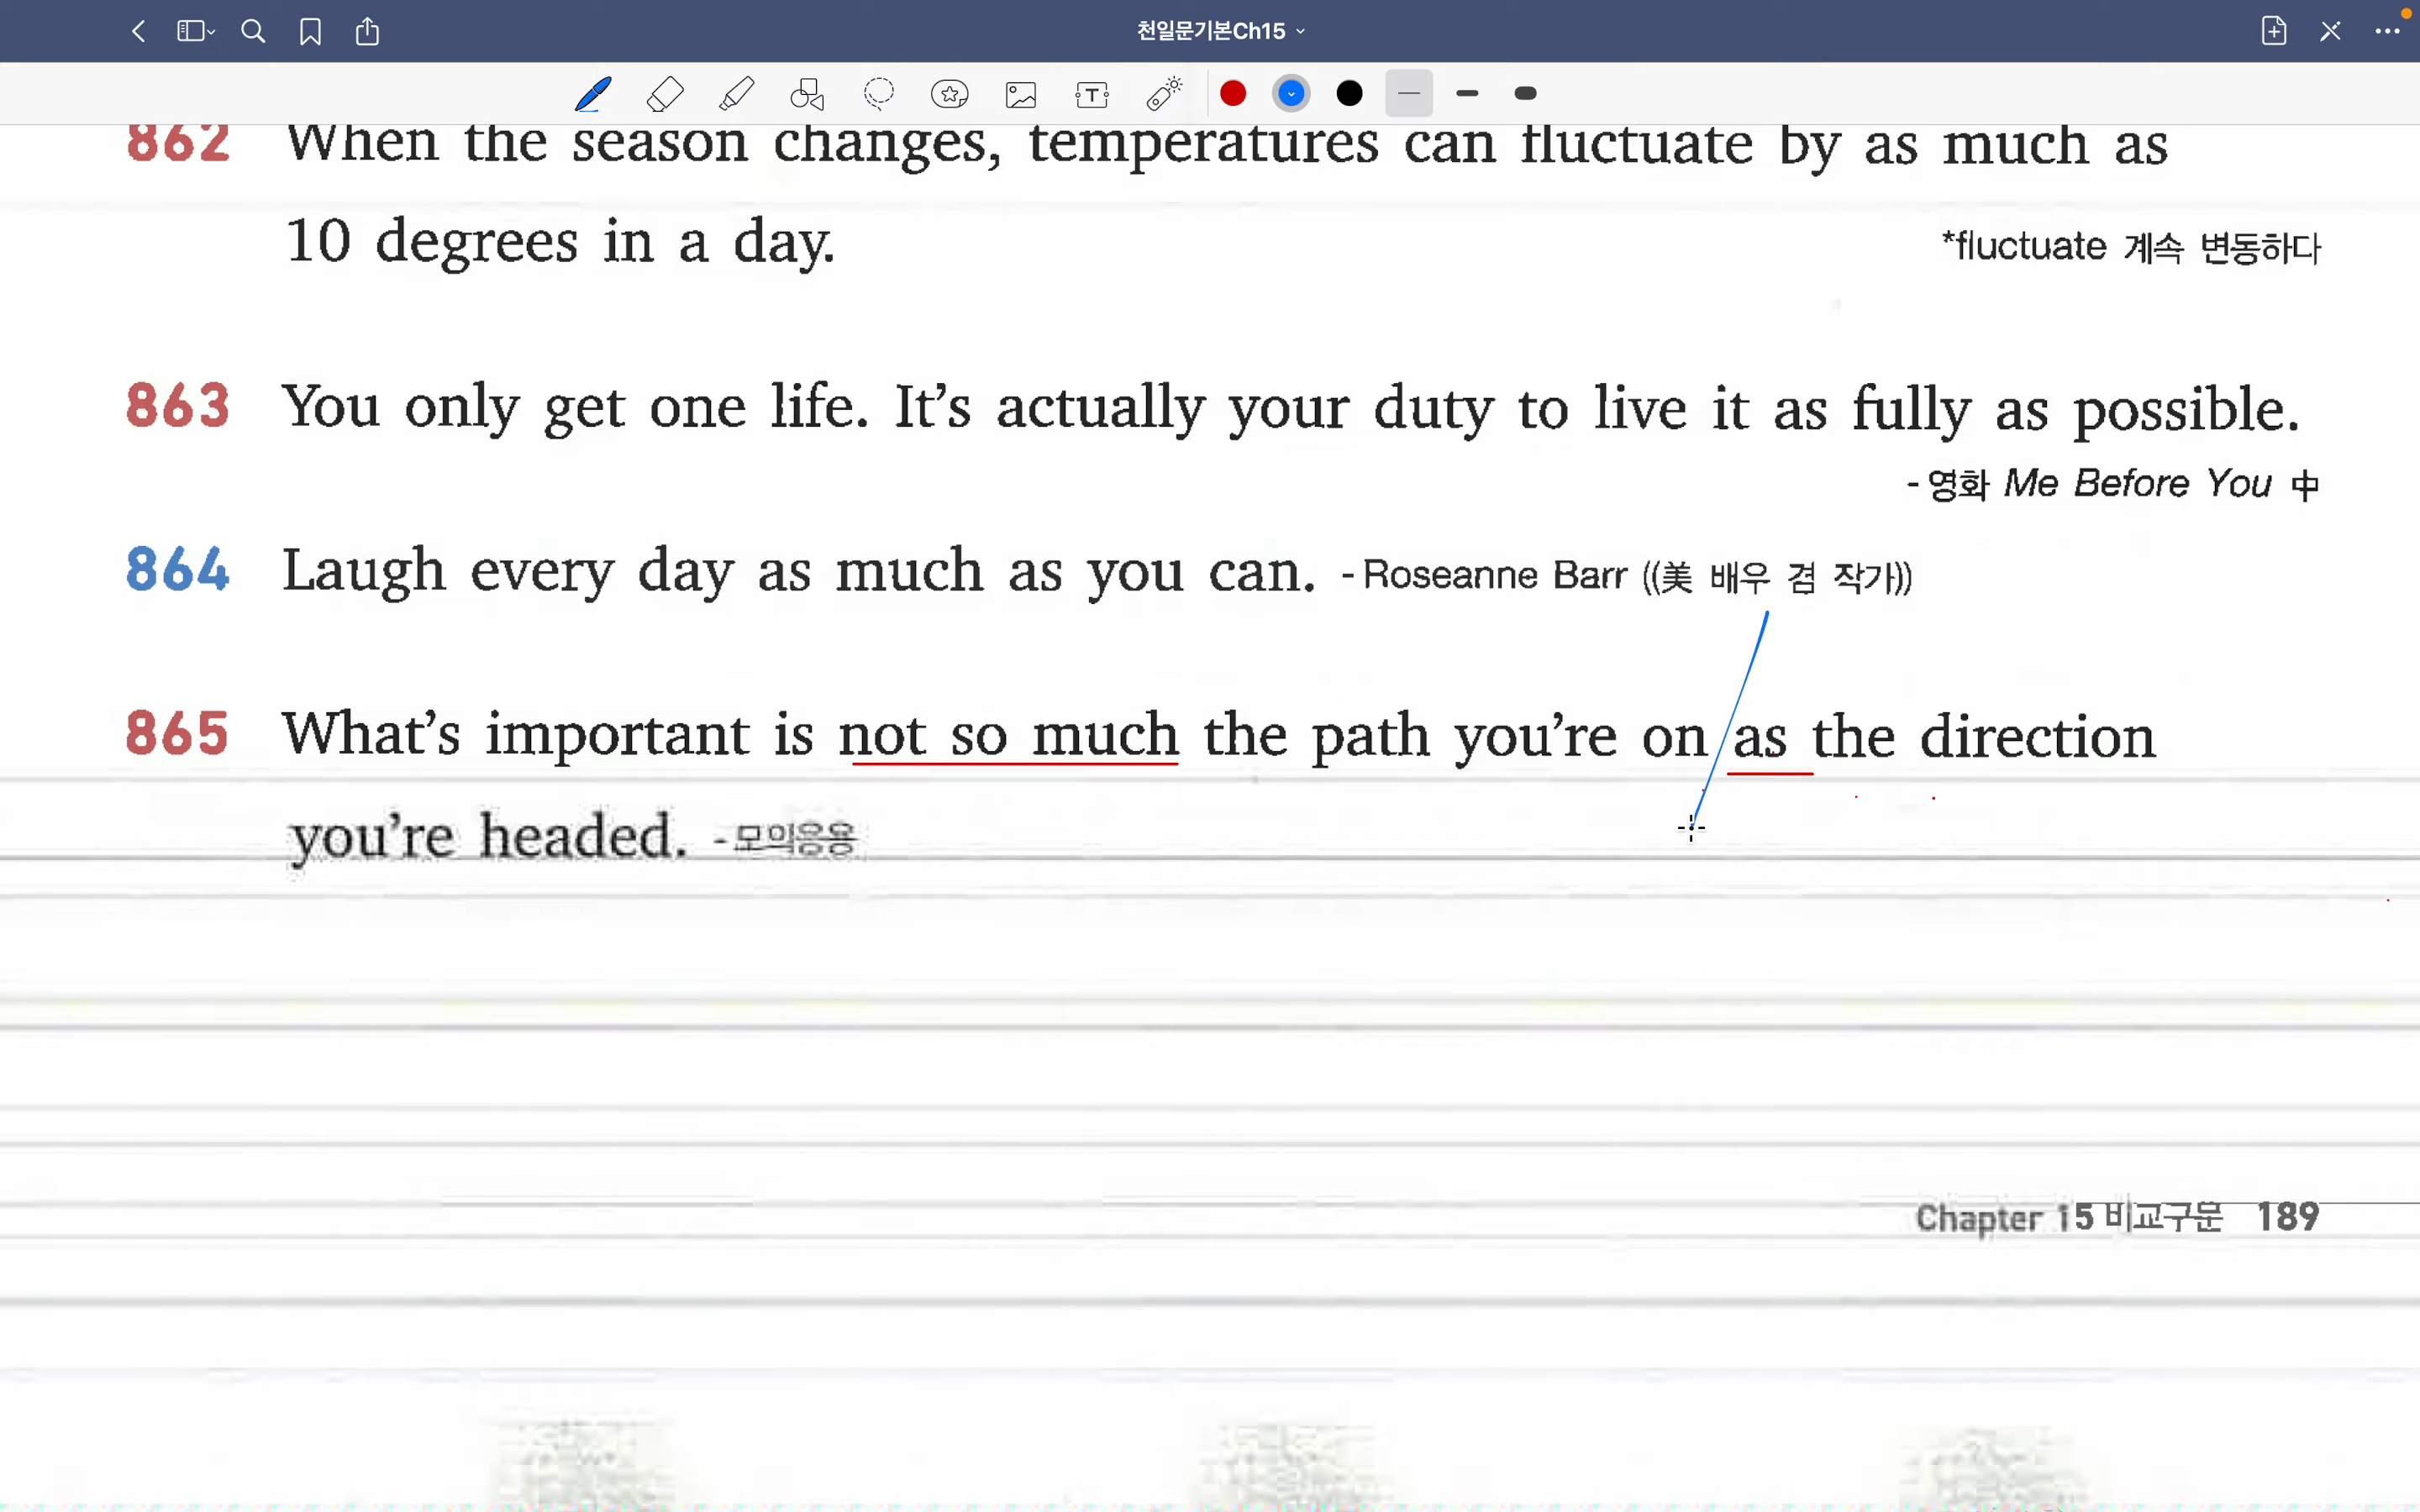 천일문기본Ch15
862 When the season changes, temperatures can fluctuate by as much as
10 degrees in a day. *fluctuate 계속 변동하다
863 You only get one life. It's actually your duty to live it as fully as possible.
- 영화 Me Before You 中
864 Laugh every day as much as you can. - Roseanne Barr ((美 배우 겸 작가))
865 What's important is not so much the path you're on as the direction
you're headed. - 모의응용
Chapter 15 비교구문 189